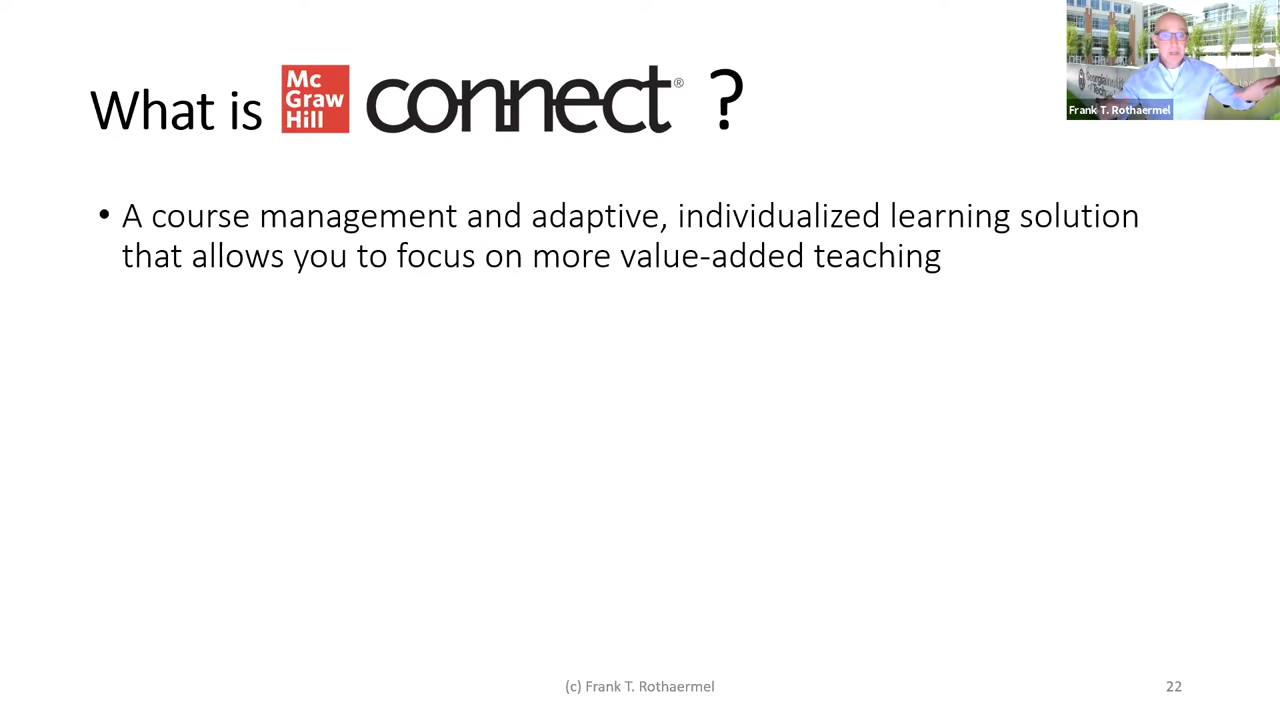 What is Mc Graw Hill connect® ?
Frank T. Rothaermel
• A course management and adaptive, individualized learning solution
that allows you to focus on more value-added teaching
(c) Frank T. Rothaermel
22